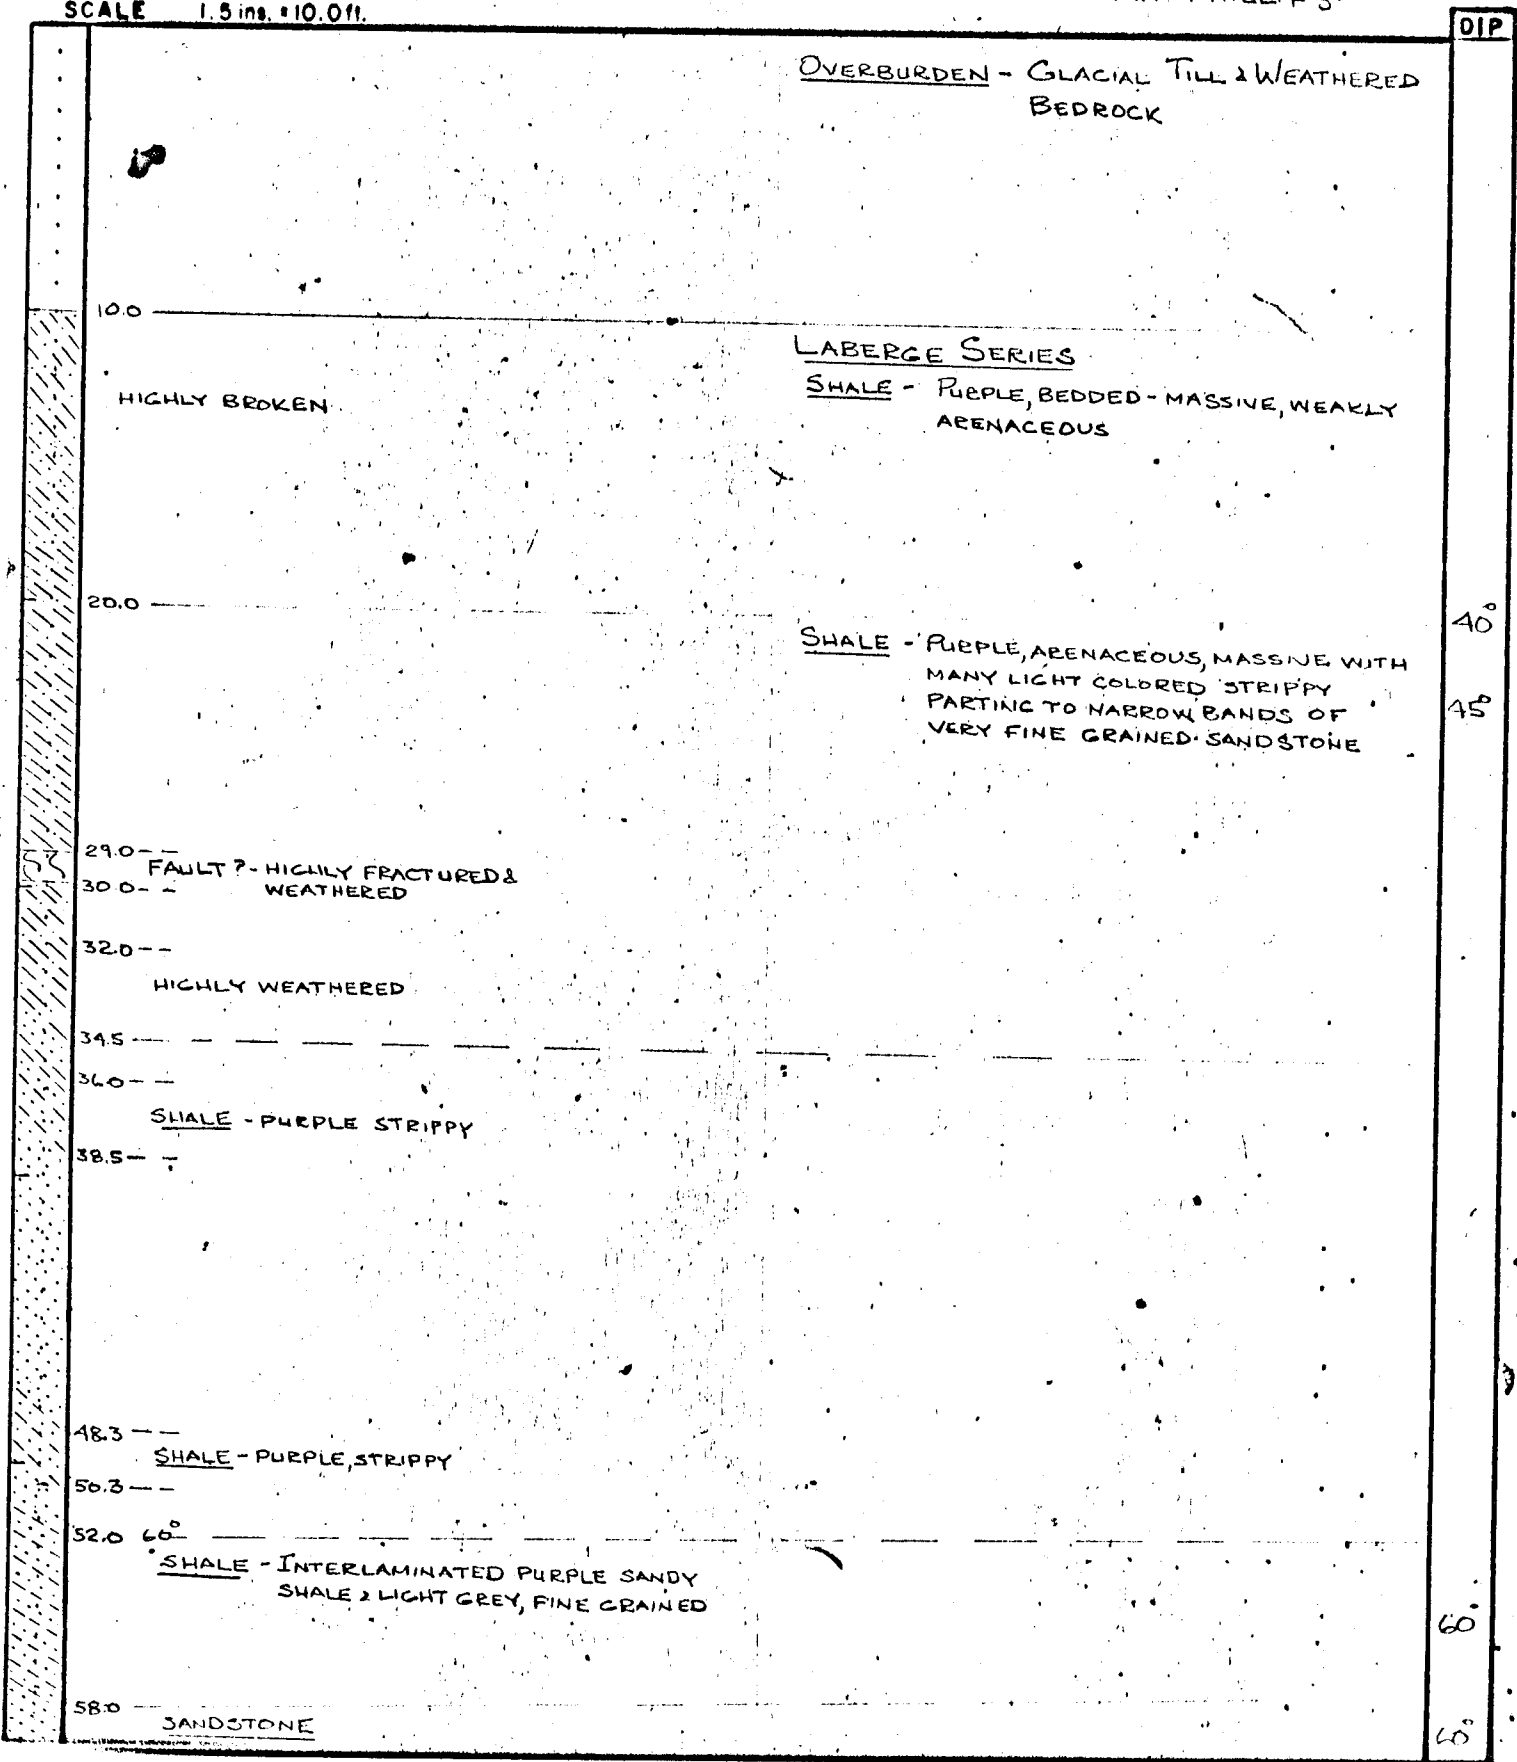 SCALE 1.5 ins. = 10.0 ft.
DIP
OVERBURDEN - GLACIAL TILL & WEATHERED
BEDROCK
10.0
LABERGE SERIES
SHALE - PURPLE, BEDDED - MASSIVE, WEAKLY
ARENACEOUS
HIGHLY BROKEN
20.0
40°
SHALE - PURPLE, ARENACEOUS, MASSIVE WITH
MANY LIGHT COLORED STRIPPY
PARTING TO NARROW BANDS OF
VERY FINE GRAINED SANDSTONE
45°
29.0
FAULT? - HIGHLY FRACTURED &
WEATHERED
30.0
32.0
HIGHLY WEATHERED
34.5
36.0
SHALE - PURPLE STRIPPY
38.5
48.3
SHALE - PURPLE, STRIPPY
50.3
52.0 60°
SHALE - INTERLAMINATED PURPLE SANDY
SHALE & LIGHT GREY, FINE GRAINED
60°
58.0
SANDSTONE
60°